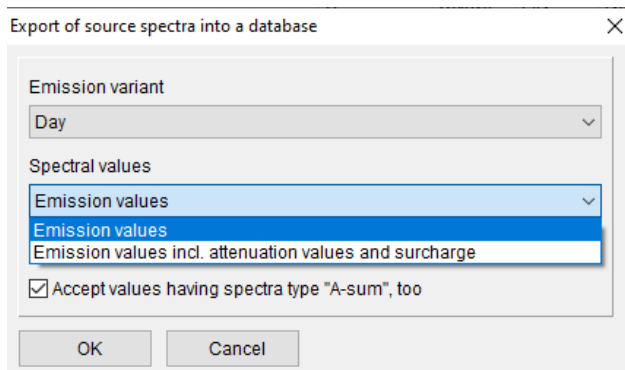 Export of source spectra into a database
Emission variant
Day
Spectral values
Emission values
Emission values
Emission values incl. attenuation values and surcharge
Accept values having spectra type "A-sum", too
OK Cancel